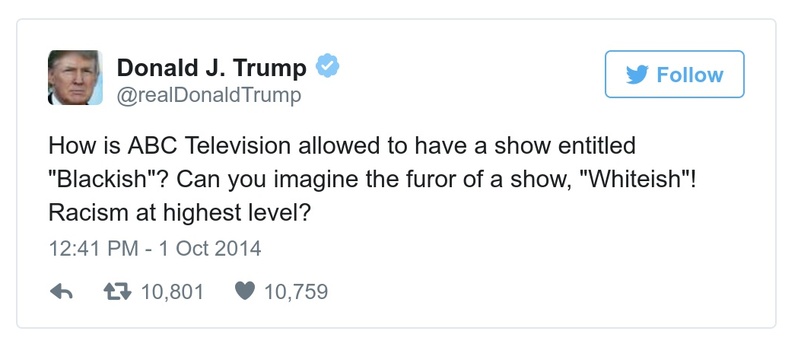 Donald J. Trump
@realDonaldTrump
Follow
How is ABC Television allowed to have a show entitled
"Blackish"? Can you imagine the furor of a show, "Whiteish"!
Racism at highest level?
12:41 PM - 1 Oct 2014
10,801 10,759